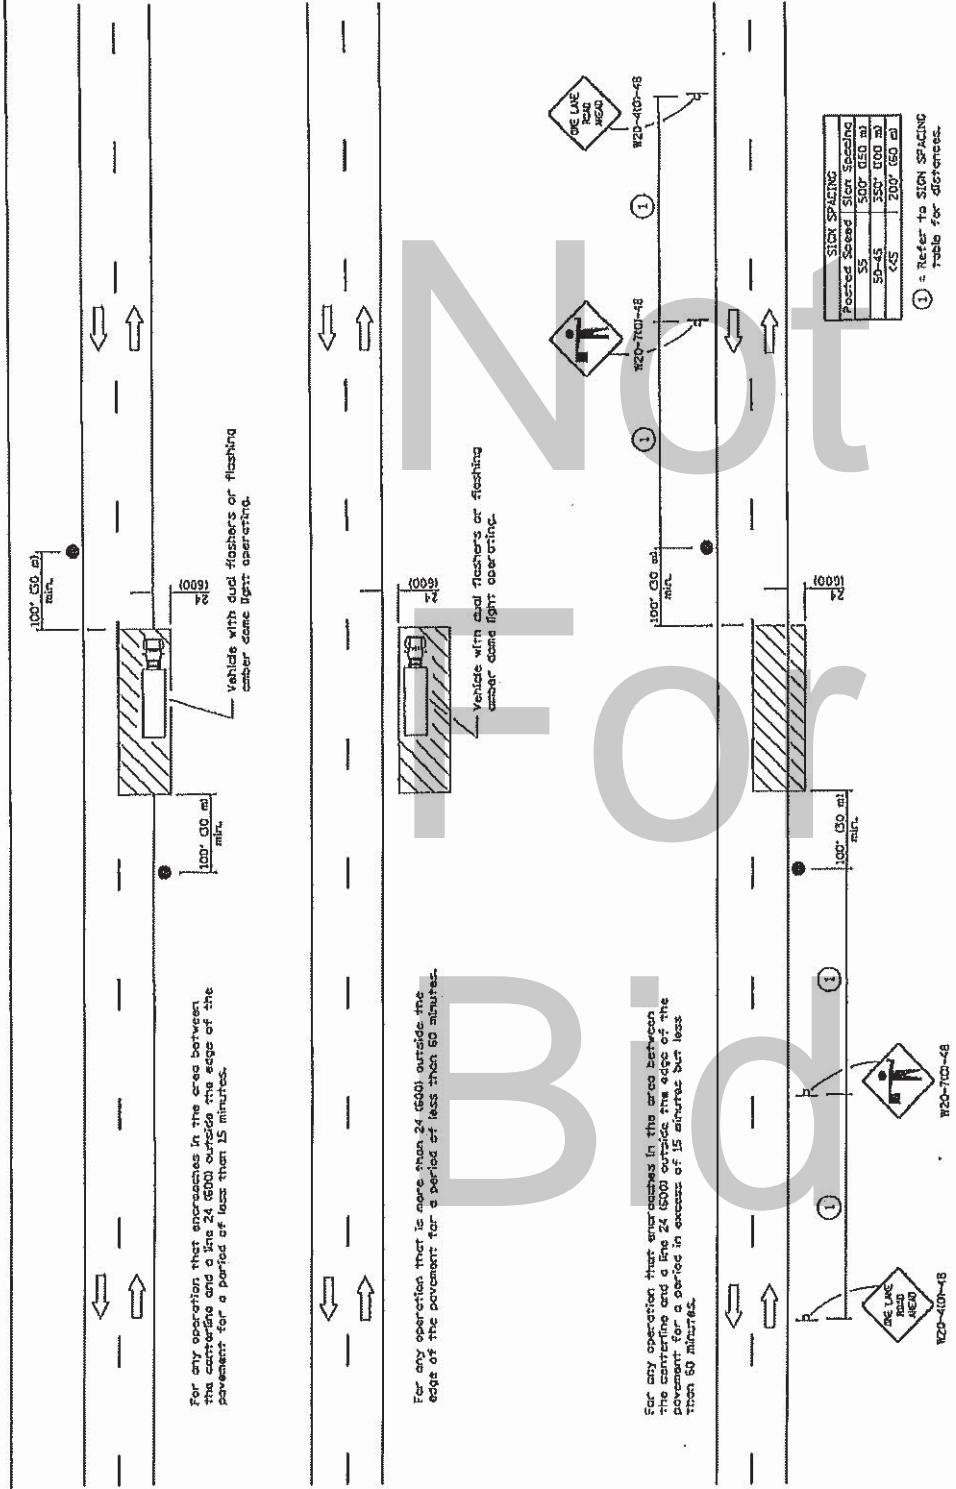 100' (30 m)
min.
24
(600)
Vehicle with dual flashers or flashing
amber dome light operating.
100' (30 m)
min.
For any operation that encroaches in the area between
the centerline and a line 24 (600) outside the edge of the
pavement for a period of less than 15 minutes.
24
(600)
Vehicle with dual flashers or flashing
amber dome light operating.
For any operation that is more than 24 (600) outside the
edge of the pavement for a period of less than 60 minutes.
ONE LANE
ROAD
AHEAD
W20-4(O)-48
1
W20-7(O)-48
1
100' (30 m)
min.
24
(600)
100' (30 m)
min.
For any operation that encroaches in the area between
the centerline and a line 24 (600) outside the edge of the
pavement for a period in excess of 15 minutes but less
than 60 minutes.
1
W20-7(O)-48
1
ONE LANE
ROAD
AHEAD
W20-4(O)-48
SIGN SPACING
Posted Speed Sign Spacing
55 500' (150 m)
50-45 350' (100 m)
<45 200' (60 m)
1 = Refer to SIGN SPACING
table for distances.
Not
For
Bid